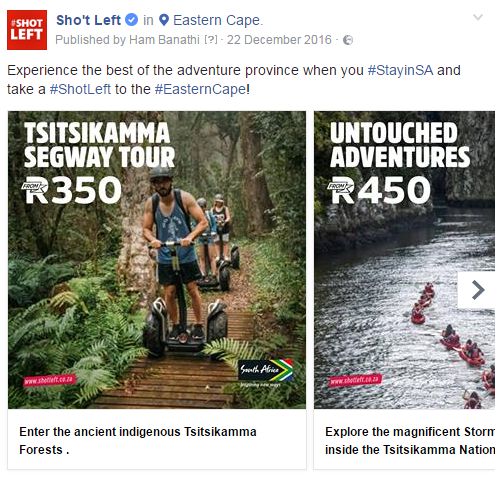 #SHOT
LEFT
Sho't Left in Eastern Cape.
Published by Ham Banathi [?] · 22 December 2016 ·
Experience the best of the adventure province when you #StayinSA and
take a #ShotLeft to the #EasternCape!
TSITSIKAMMA
SEGWAY TOUR
FROM R350
www.shotleft.co.za
South Africa
Inspiring new ways
Enter the ancient indigenous Tsitsikamma
Forests .
UNTOUCHED
ADVENTURES
FROM R450
www.shotleft.co.za
Explore the magnificent Storm
inside the Tsitsikamma Nation